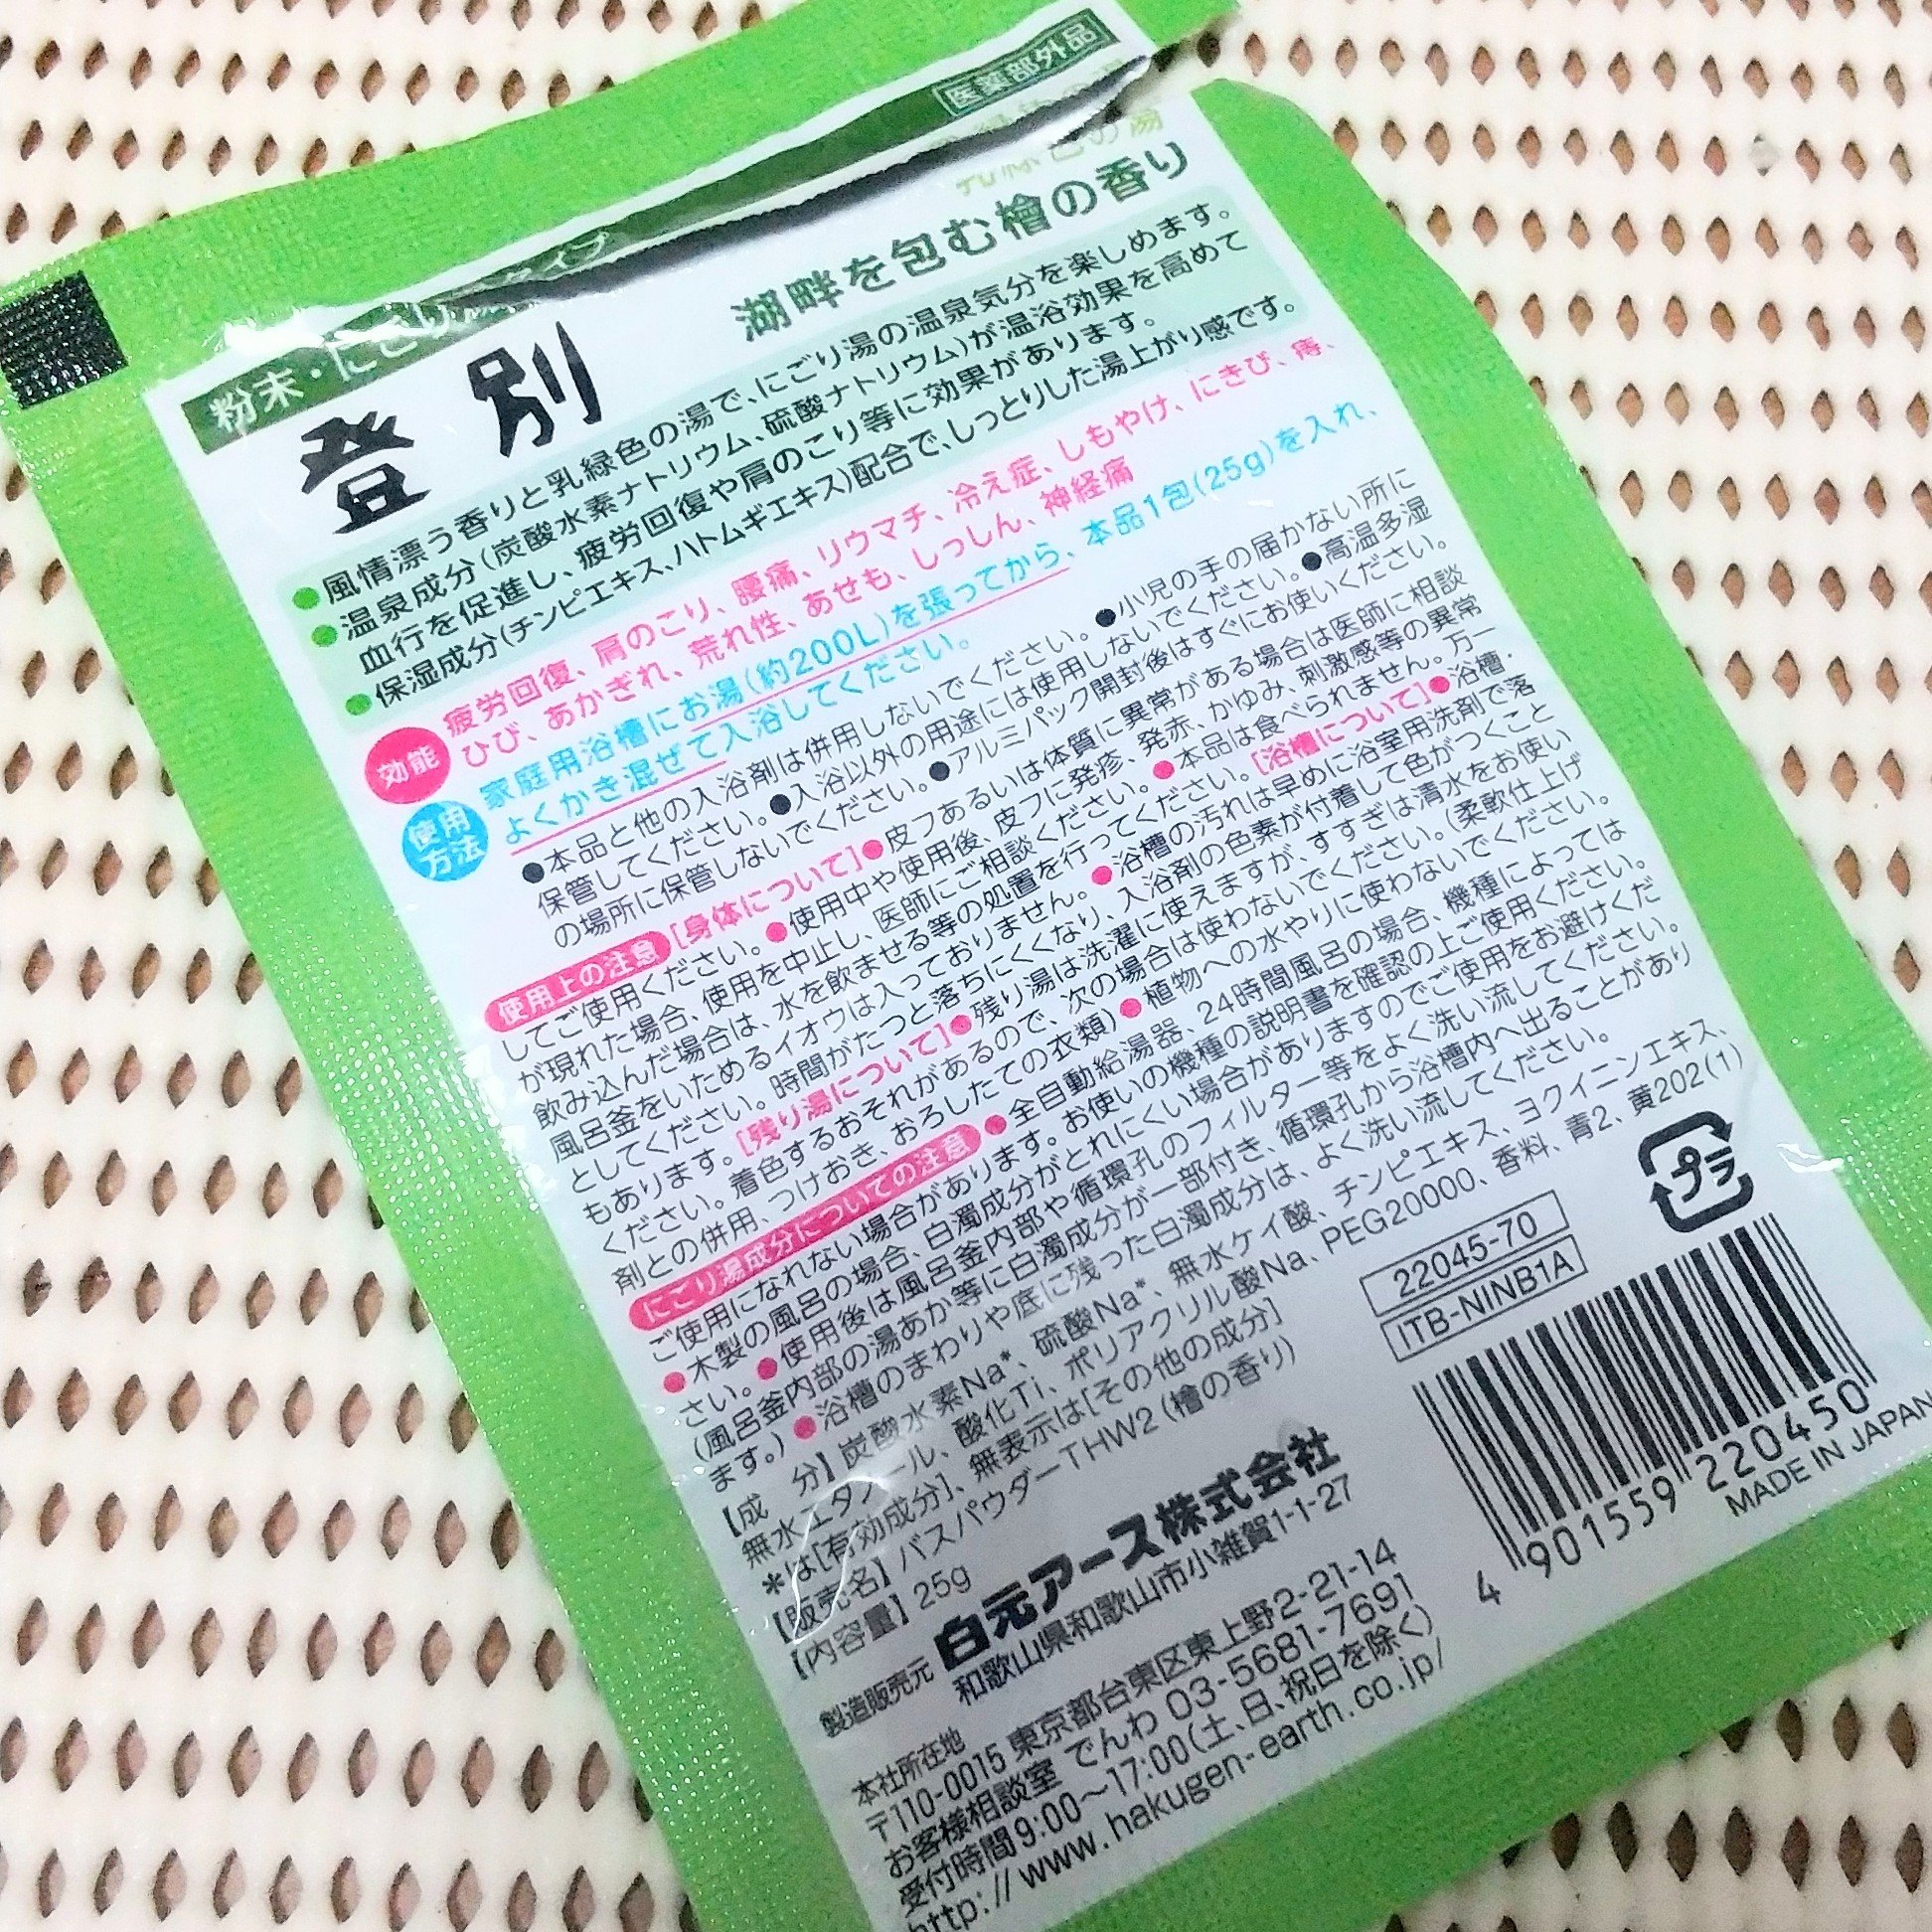 医薬部外品
粉末・にごり タイプ
の湯
登別
湖畔を包む檜の香り
●風情漂う香りと乳緑色の湯で、にごり湯の温泉気分を楽しめます。
●温泉成分(炭酸水素ナトリウム、硫酸ナトリウム)が温浴効果を高めて
血行を促進し、疲労回復や肩のこり等に効果があります。
●保湿成分(チンピエキス、ハトムギエキス)配合で、しっとりした湯上がり感です。
効能
疲労回復、肩のこり、腰痛、リウマチ、冷え症、しもやけ、にきび、痔、
ひび、あかぎれ、荒れ性、あせも、しっしん、神経痛
使用方法
家庭用浴槽にお湯(約200L)を張ってから、本品1包(25g)を入れ、
よくかき混ぜて入浴してください。
●本品と他の入浴剤は併用しないでください。●小児の手の届かない所に
保管してください。●入浴以外の用途には使用しないでください。●高温多湿
の場所に保管しないでください。●アルミパック開封後はすぐにお使いください。
使用上の注意 [身体について]●皮フあるいは体質に異常がある場合は医師に相談
してご使用ください。●使用中や使用後、皮フに発疹、発赤、かゆみ、刺激感等の異常
が現れた場合、使用を中止し、医師にご相談ください。●本品は食べられません。万一
飲み込んだ場合は、水を飲ませる等の処置を行ってください。[浴槽について]●浴槽・
風呂釜をいためるイオウは入っておりません。●浴槽の汚れは早めに浴室用洗剤で落
としてください。時間がたつと落ちにくくなり、入浴剤の色素が付着して色がつくこと
もあります。[残り湯について]●残り湯は洗濯に使えますが、すすぎは清水をお使い
ください。着色するおそれがあるので、次の場合は使わないでください。(柔軟仕上げ
剤との併用、つけおき、おろしたての衣類)●植物への水やりに使わないでください。
にごり湯成分についての注意 ●全自動給湯器、24時間風呂の場合、機種によっては
ご使用になれない場合があります。お使いの機種の説明書を確認の上ご使用ください。
●木製の風呂の場合、白濁成分がとれにくい場合がありますのでご使用をお避けくだ
さい。●使用後は風呂釜内部や循環孔のフィルター等をよく洗い流してください。
(風呂釜内部の湯あか等に白濁成分が一部付き、循環孔から浴槽内へ出ることがあり
ます。)●浴槽のまわりや底に残った白濁成分は、よく洗い流してください。
【成 分】炭酸水素Na*、硫酸Na*、無水ケイ酸、チンピエキス、ヨクイニンエキス、
無水エタノール、酸化Ti、ポリアクリル酸Na、PEG20000、香料、青2、黄202(1)
*は[有効成分]、無表示は[その他の成分]
【販売名】バスパウダーTHW2(檜の香り)
【内容量】25g
プラ
22045-70
ITB-NINB1A
4 901559 220450
MADE IN JAPAN
製造販売元 白元アース株式会社
和歌山県和歌山市小雑賀1-1-27
本社所在地
〒110-0015 東京都台東区東上野2-21-14
お客様相談室 でんわ 03-5681-7691
受付時間9:00〜17:00(土、日、祝日を除く)
http://www.hakugen-earth.co.jp/